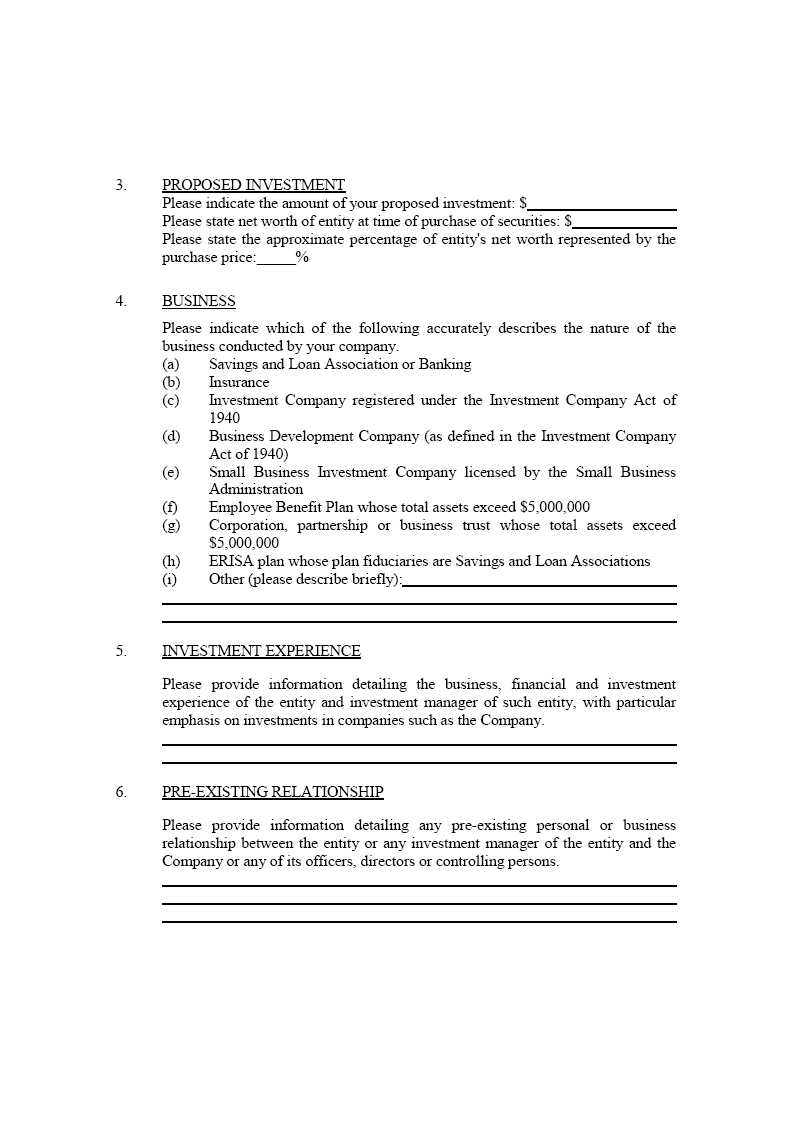 3. PROPOSED INVESTMENT
Please indicate the amount of your proposed investment: $
Please state net worth of entity at time of purchase of securities: $
Please state the approximate percentage of entity's net worth represented by the
purchase price:_____%
4. BUSINESS
Please indicate which of the following accurately describes the nature of the
business conducted by your company.
(a) Savings and Loan Association or Banking
(b) Insurance
(c) Investment Company registered under the Investment Company Act of
1940
(d) Business Development Company (as defined in the Investment Company
Act of 1940)
(e) Small Business Investment Company licensed by the Small Business
Administration
(f) Employee Benefit Plan whose total assets exceed $5,000,000
(g) Corporation, partnership or business trust whose total assets exceed
$5,000,000
(h) ERISA plan whose plan fiduciaries are Savings and Loan Associations
(i) Other (please describe briefly):
5. INVESTMENT EXPERIENCE
Please provide information detailing the business, financial and investment
experience of the entity and investment manager of such entity, with particular
emphasis on investments in companies such as the Company.
6. PRE-EXISTING RELATIONSHIP
Please provide information detailing any pre-existing personal or business
relationship between the entity or any investment manager of the entity and the
Company or any of its officers, directors or controlling persons.